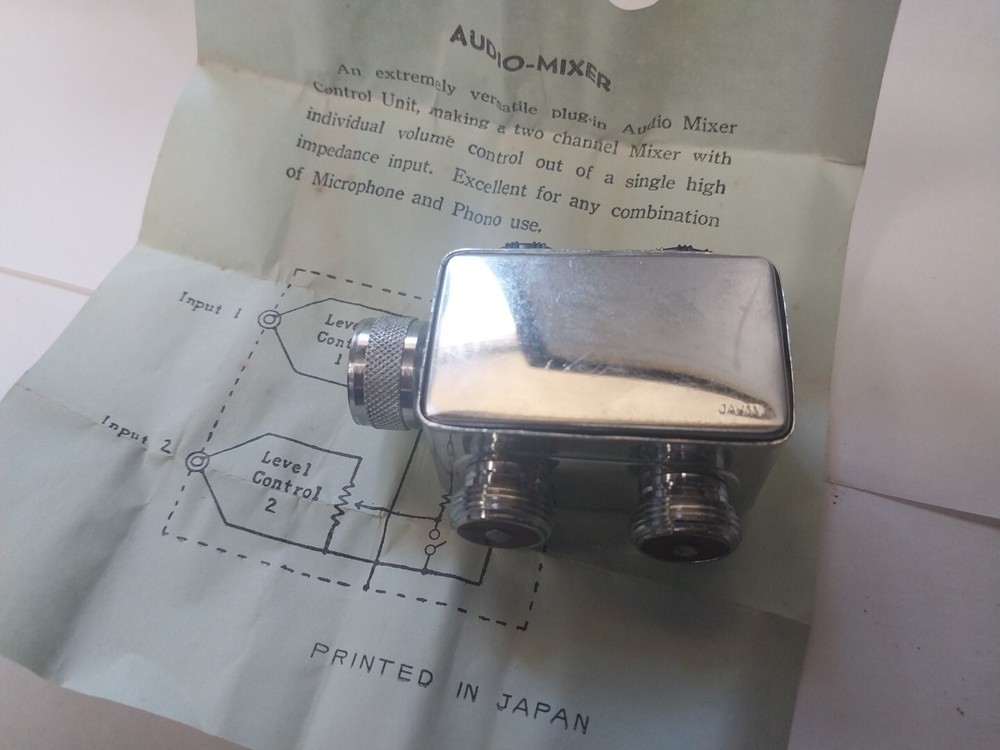 AUDIO-MIXER
An extremely versatile plug-in Audio Mixer
Control Unit, making a two channel Mixer with
individual volume control out of a single high
impedance input. Excellent for any combination
of Microphone and Phono use.
Input 1
Level
Control
1
Input 2
Level
Control
2
JAPAN
PRINTED IN JAPAN